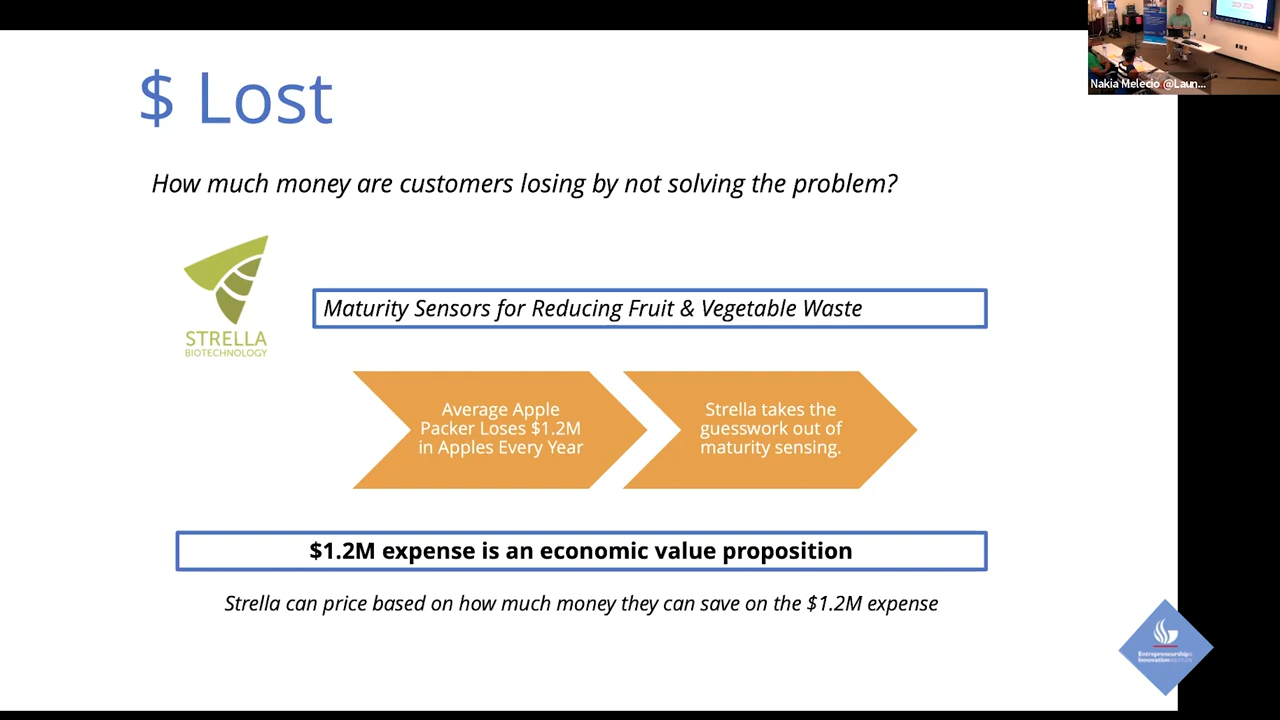 $ Lost
Nakia Melecio @Laun...
How much money are customers losing by not solving the problem?
STRELLA
BIOTECHNOLOGY
Maturity Sensors for Reducing Fruit & Vegetable Waste
Average Apple
Packer Loses $1.2M
in Apples Every Year
Strella takes the
guesswork out of
maturity sensing.
$1.2M expense is an economic value proposition
Strella can price based on how much money they can save on the $1.2M expense
Entrepreneurship &
Innovation INSTITUTE